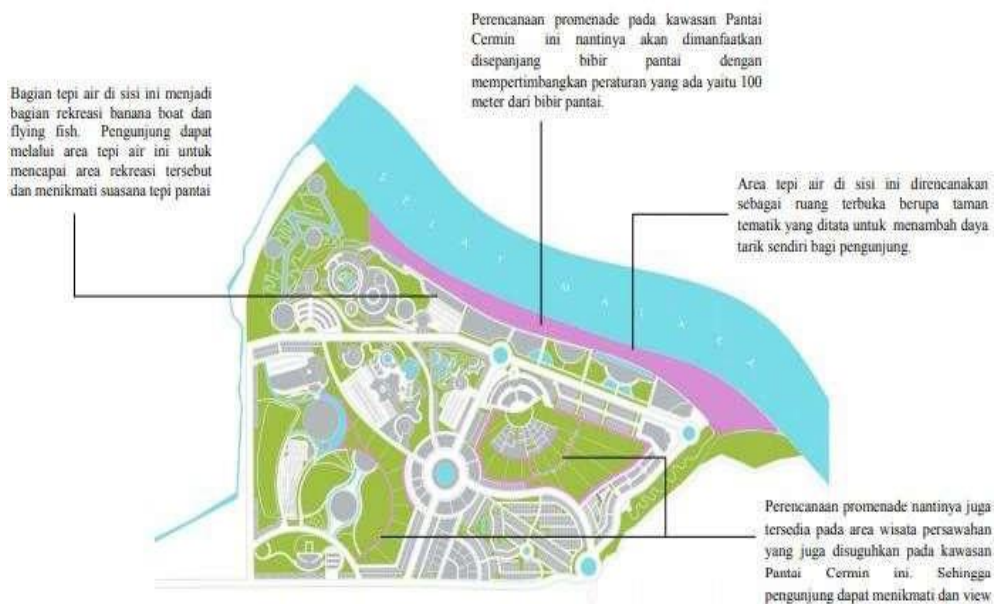 Perencanaan promenade pada kawasan Pantai
Cermin ini nantinya akan dimanfaatkan
disepanjang bibir pantai dengan
mempertimbangkan peraturan yang ada yaitu 100
meter dari bibir pantai.
Bagian tepi air di sisi ini menjadi
bagian rekreasi banana boat dan
flying fish. Pengunjung dapat
melalui area tepi air ini untuk
mencapai area rekreasi tersebut
dan menikmati suasana tepi pantai
Area tepi air di sisi ini direncanakan
sebagai ruang terbuka berupa taman
tematik yang ditata untuk menambah daya
tarik sendiri bagi pengunjung.
SELAT MALAKA
Perencanaan promenade nantinya juga
tersedia pada area wisata persawahan
yang juga disuguhkan pada kawasan
Pantai Cermin ini. Sehingga
pengunjung dapat menikmati dan view